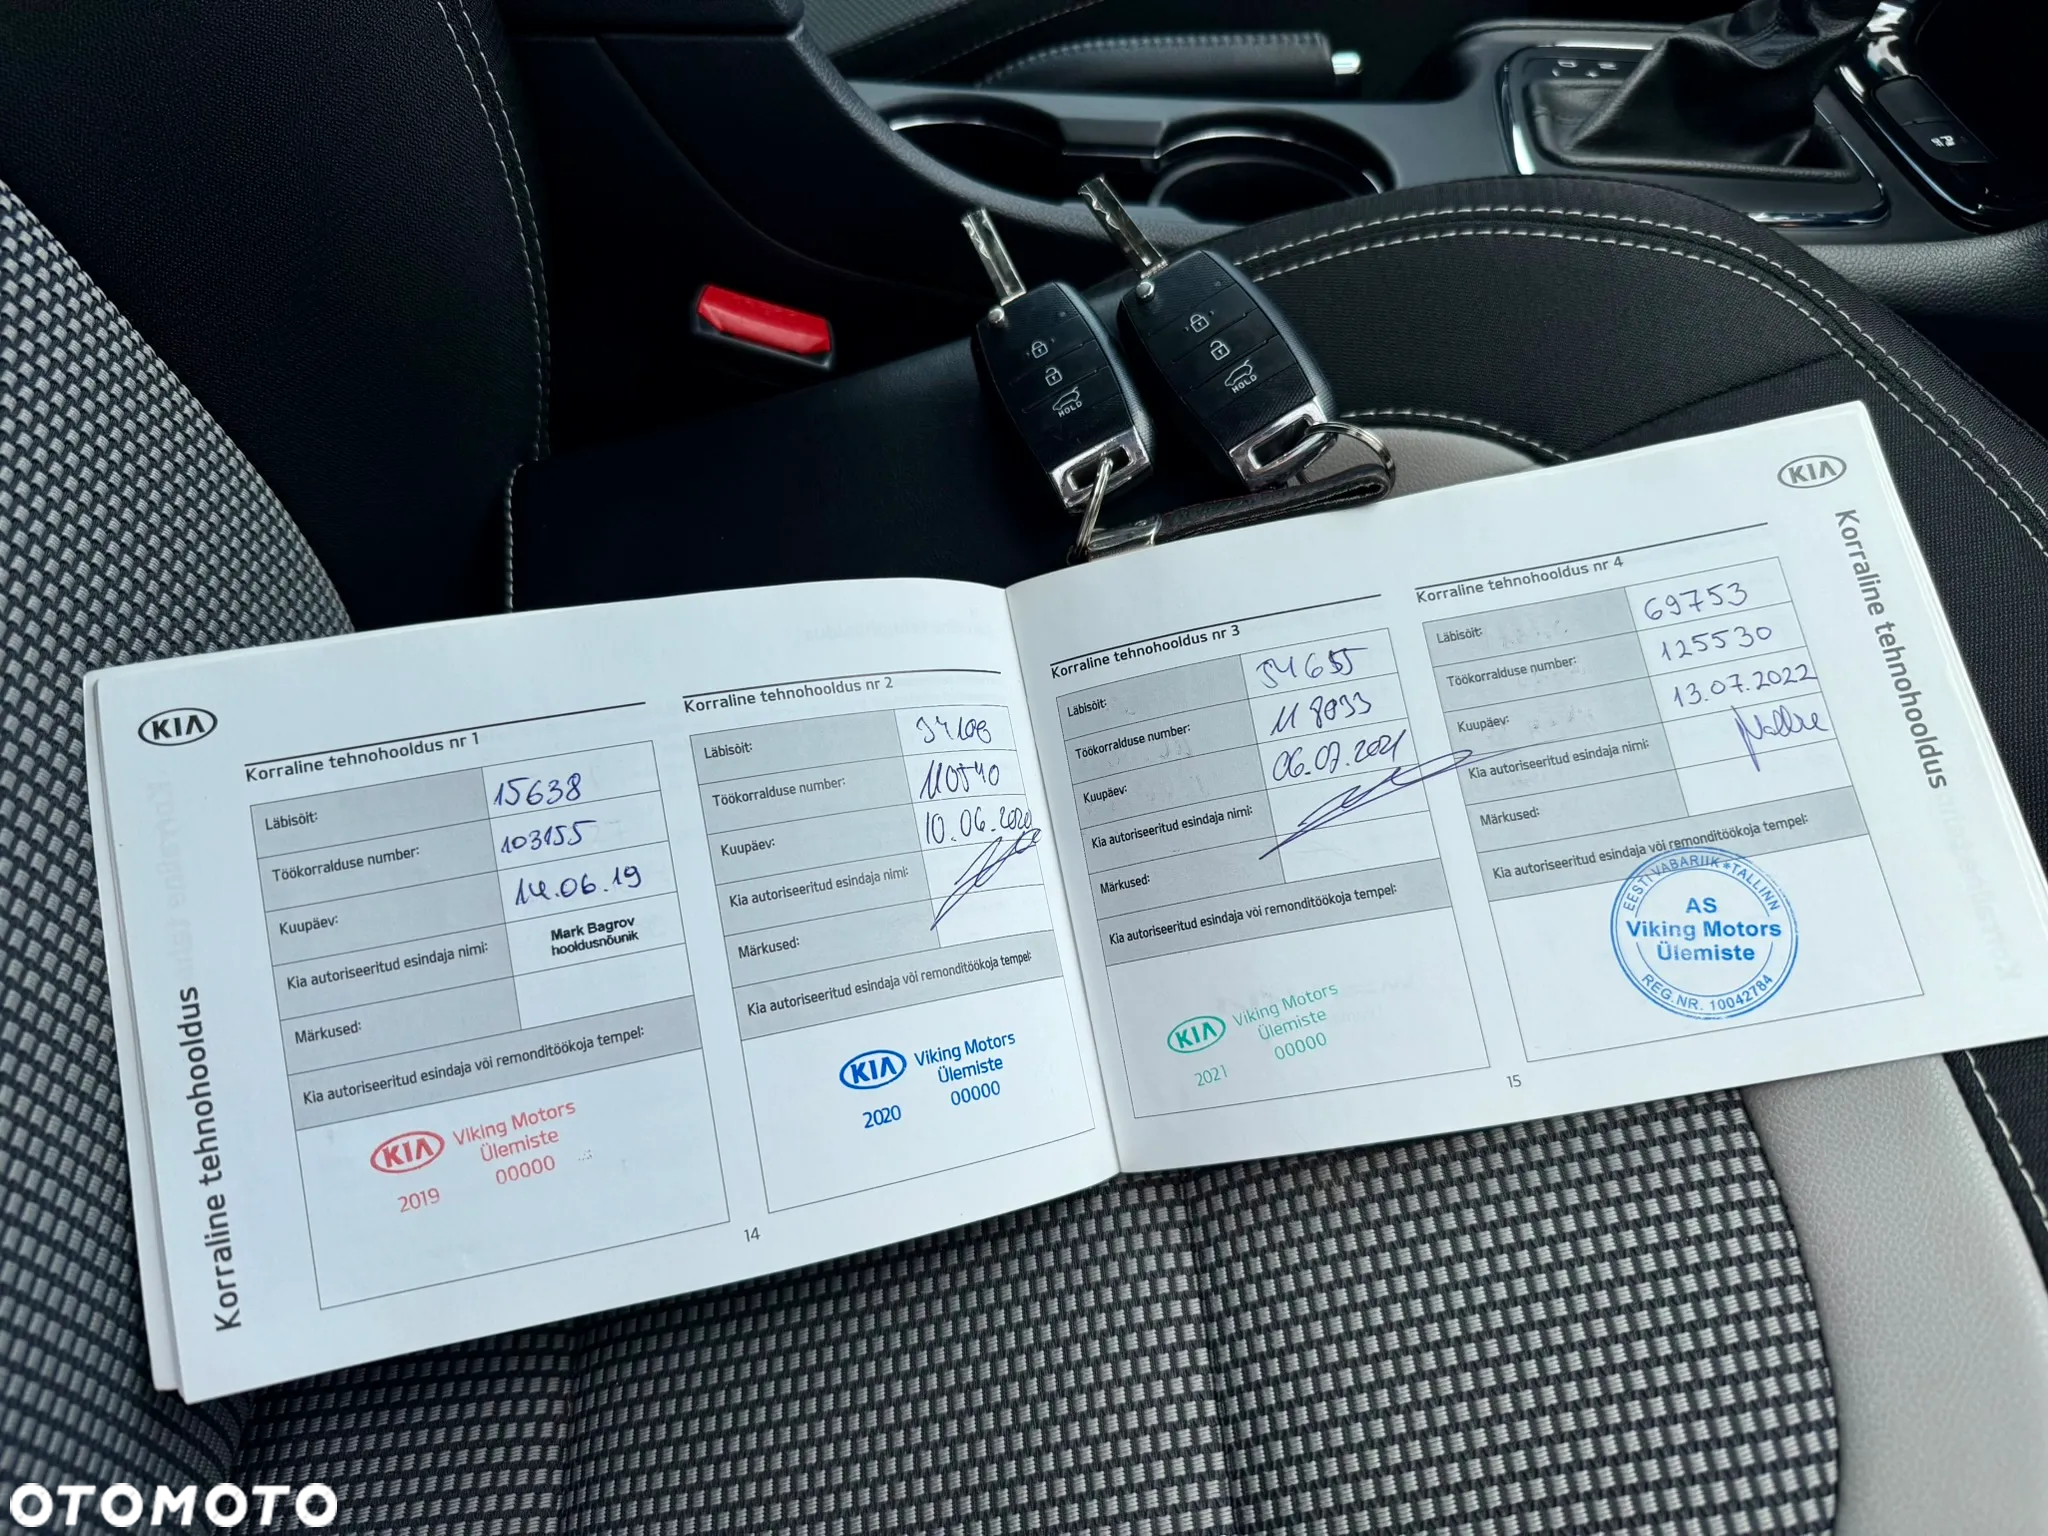 HOLD
HOLD
KIA
Korraline tehnohooldus
Korraline tehnohooldus nr 1
Läbisõit: 15638
Töökorralduse number: 103155
Kuupäev: 14.06.19
Kia autoriseeritud esindaja nimi: Mark Bagrov
hooldusnõunik
Märkused:
Kia autoriseeritud esindaja või remonditöökoja tempel:
KIA Viking Motors
Ülemiste
2019 00000
Korraline tehnohooldus nr 2
Läbisõit: 34108
Töökorralduse number: 110540
Kuupäev: 10.06.2020
Kia autoriseeritud esindaja nimi:
Märkused:
Kia autoriseeritud esindaja või remonditöökoja tempel:
KIA Viking Motors
Ülemiste
2020 00000
14
Korraline tehnohooldus nr 3
Läbisõit: 54655
Töökorralduse number: 118933
Kuupäev: 06.07.2021
Kia autoriseeritud esindaja nimi:
Märkused:
Kia autoriseeritud esindaja või remonditöökoja tempel:
KIA Viking Motors
Ülemiste
2021 00000
Korraline tehnohooldus nr 4
Läbisõit: 69753
Töökorralduse number: 125530
Kuupäev: 13.07.2022
Kia autoriseeritud esindaja nimi:
Märkused:
Kia autoriseeritud esindaja või remonditöökoja tempel:
EESTI VABARIIK * TALLINN
AS
Viking Motors
Ülemiste
REG.NR. 10042784
15
KIA
Korraline tehnohooldus
OTOMOTO